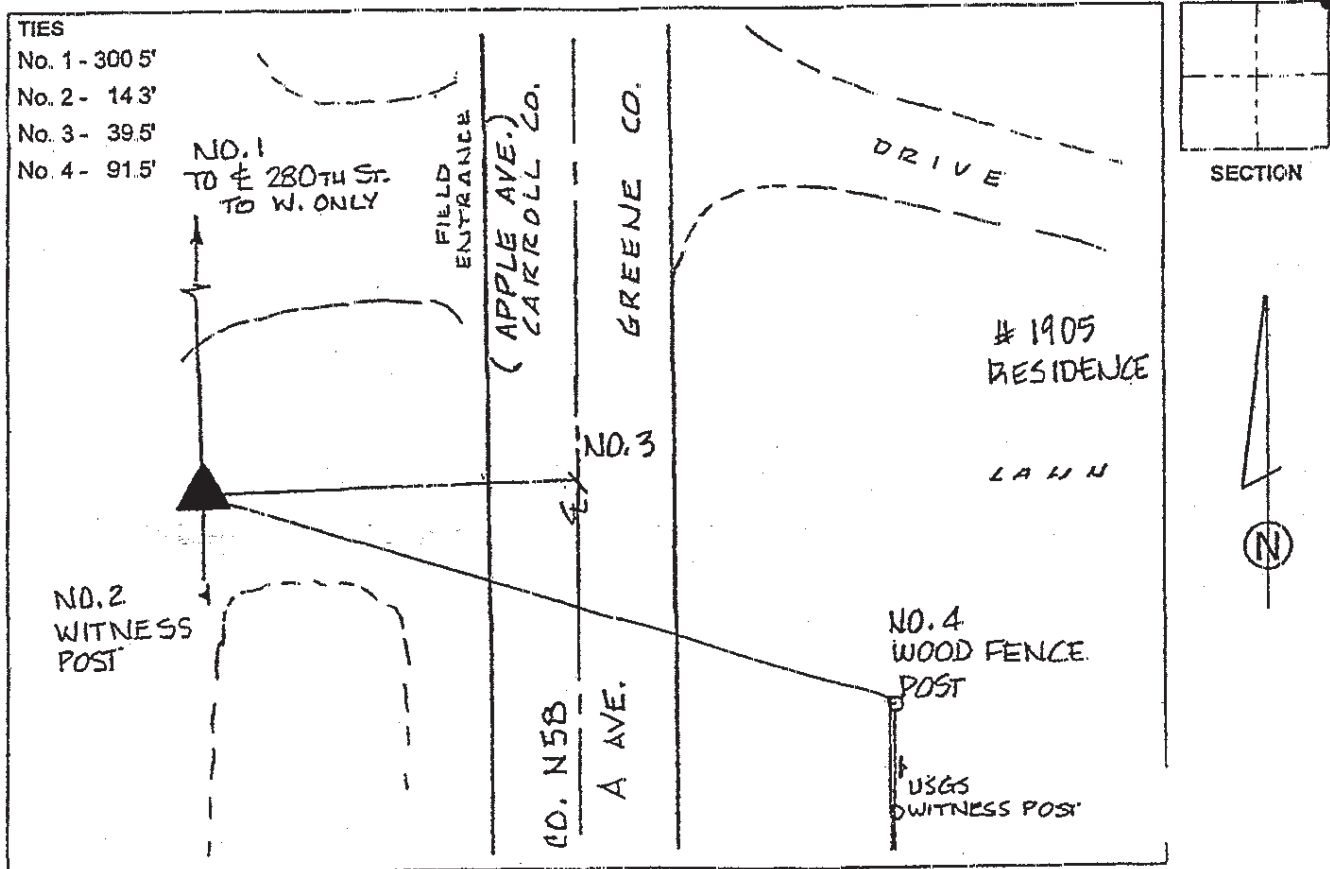 TIES
No. 1 - 300 5'
No. 2 - 14 3'
No. 3 - 39.5'
No. 4 - 91.5'
NO. 1
TO ℄ 280TH ST.
TO W. ONLY
FIELD
ENTRANCE
(APPLE AVE.)
CARROLL CO.
GREENE CO.
DRIVE
SECTION
# 1905
RESIDENCE
NO. 3
℄
LAWN
N
NO. 2
WITNESS
POST
NO. 4
WOOD FENCE
POST
CO. N58
A AVE.
USGS
WITNESS POST